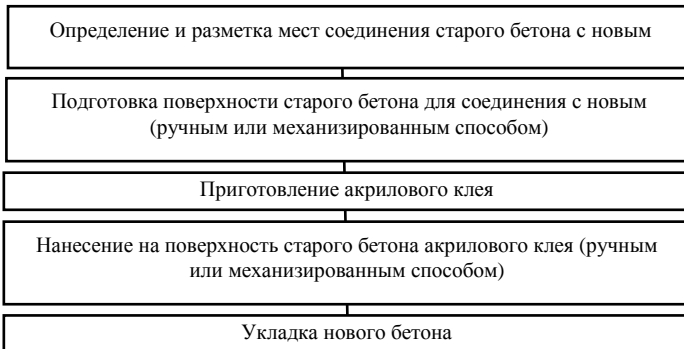 Определение и разметка мест соединения старого бетона с новым
Подготовка поверхности старого бетона для соединения с новым
(ручным или механизированным способом)
Приготовление акрилового клея
Нанесение на поверхность старого бетона акрилового клея (ручным
или механизированным способом)
Укладка нового бетона